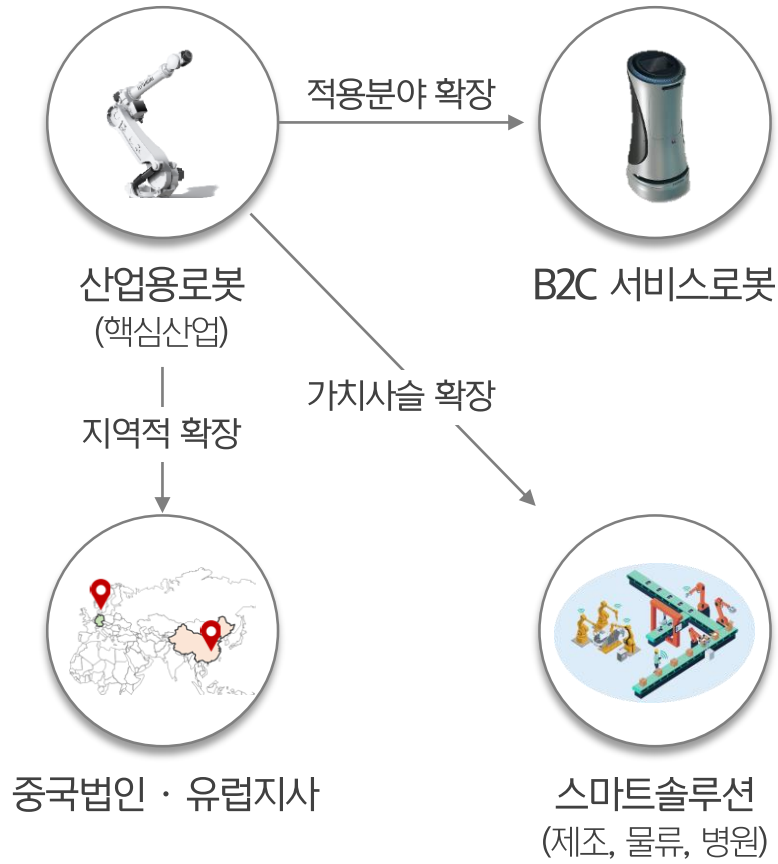 적용분야 확장
산업용로봇
(핵심산업)
B2C 서비스로봇
가치사슬 확장
지역적 확장
중국법인 · 유럽지사
스마트솔루션
(제조, 물류, 병원)